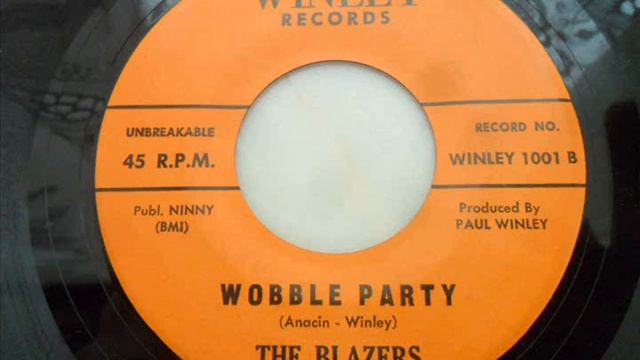 WINLEY
RECORDS
UNBREAKABLE
45 R.P.M.
RECORD NO.
WINLEY 1001 B
Publ. NINNY
(BMI)
Produced By
PAUL WINLEY
WOBBLE PARTY
(Anacin - Winley)
THE BLAZERS